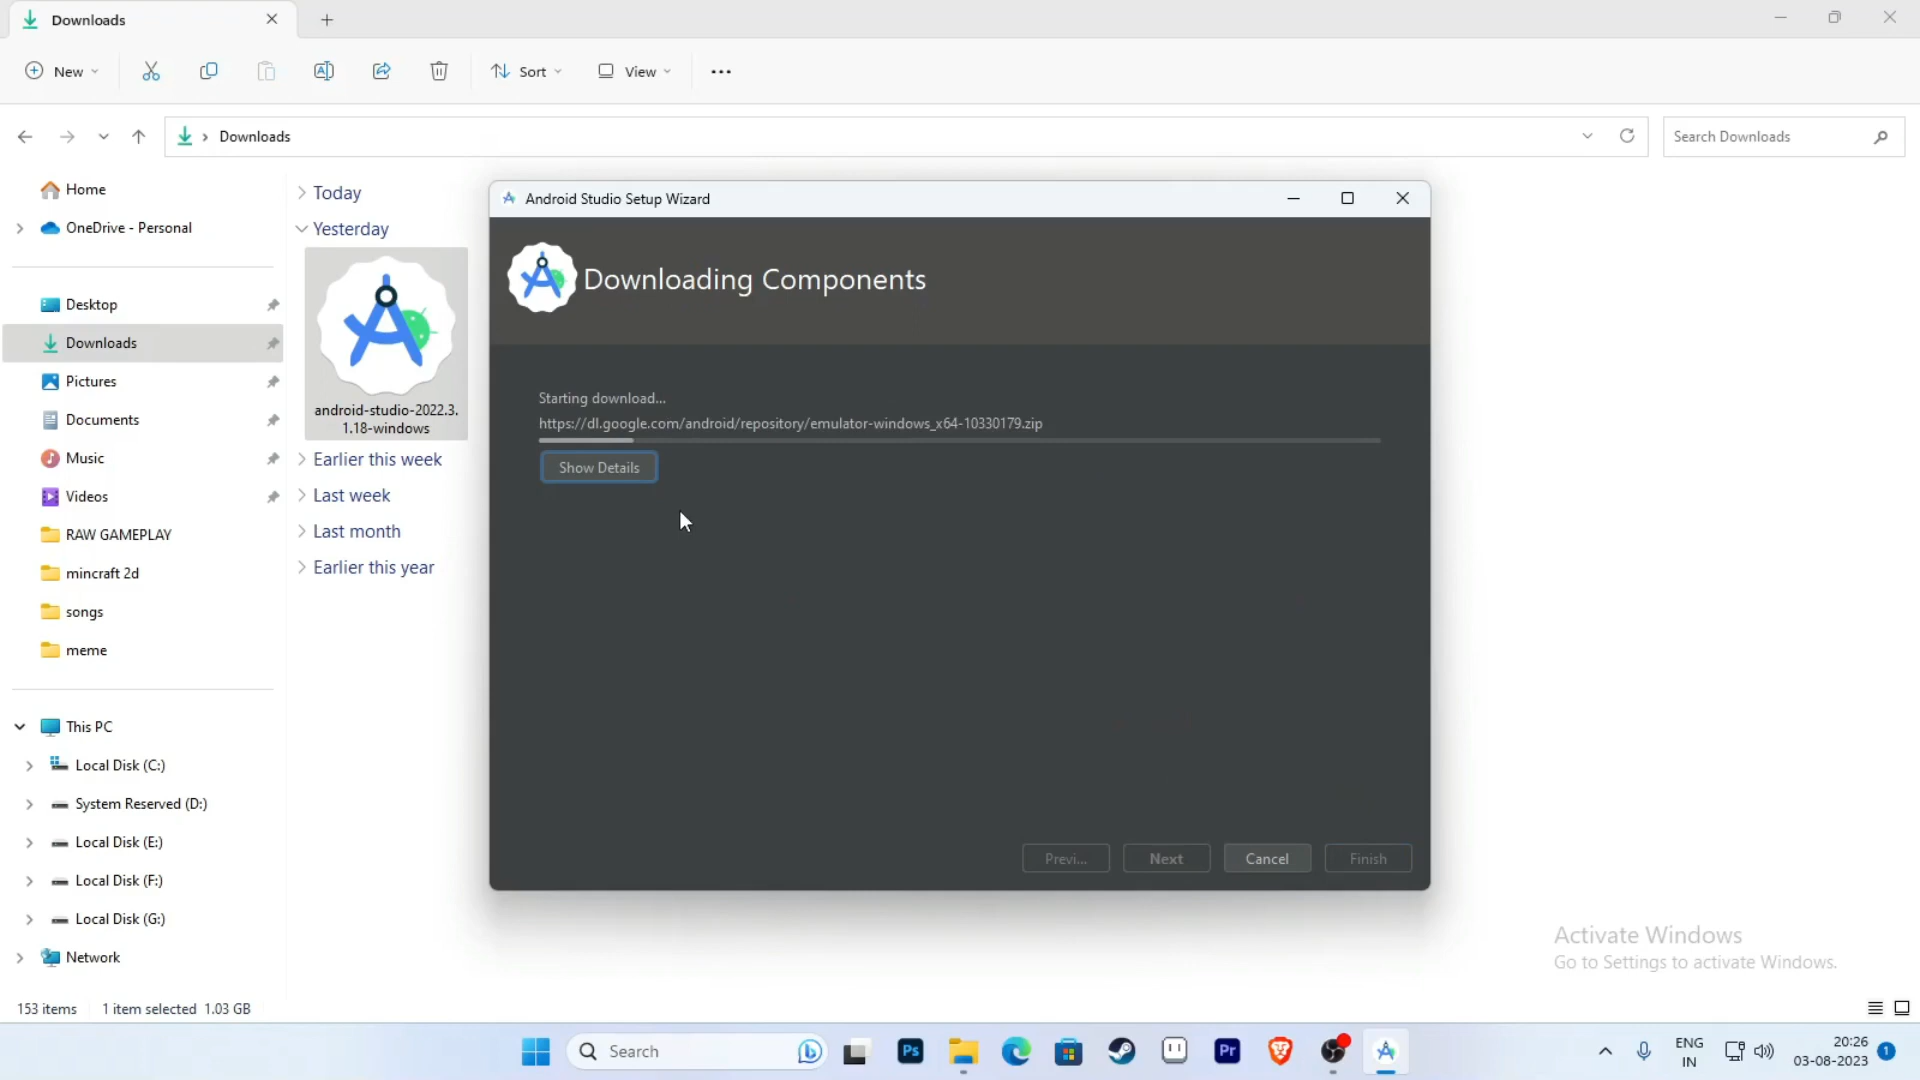 Downloads
New
Sort
View
Downloads
Search Downloads
Home
OneDrive - Personal
Desktop
Downloads
Pictures
Documents
Music
Videos
RAW GAMEPLAY
mincraft 2d
songs
meme
This PC
Local Disk (C:)
System Reserved (D:)
Local Disk (E:)
Local Disk (F:)
Local Disk (G:)
Network
Today
Yesterday
android-studio-2022.3.
1.18-windows
Earlier this week
Last week
Last month
Earlier this year
Android Studio Setup Wizard
Downloading Components
Starting download...
https://dl.google.com/android/repository/emulator-windows_x64-10330179.zip
Show Details
Previ...
Next
Cancel
Finish
Activate Windows
Go to Settings to activate Windows.
153 items
1 item selected 1.03 GB
Search
Ps
Pr
ENG
IN
20:26
03-08-2023
1